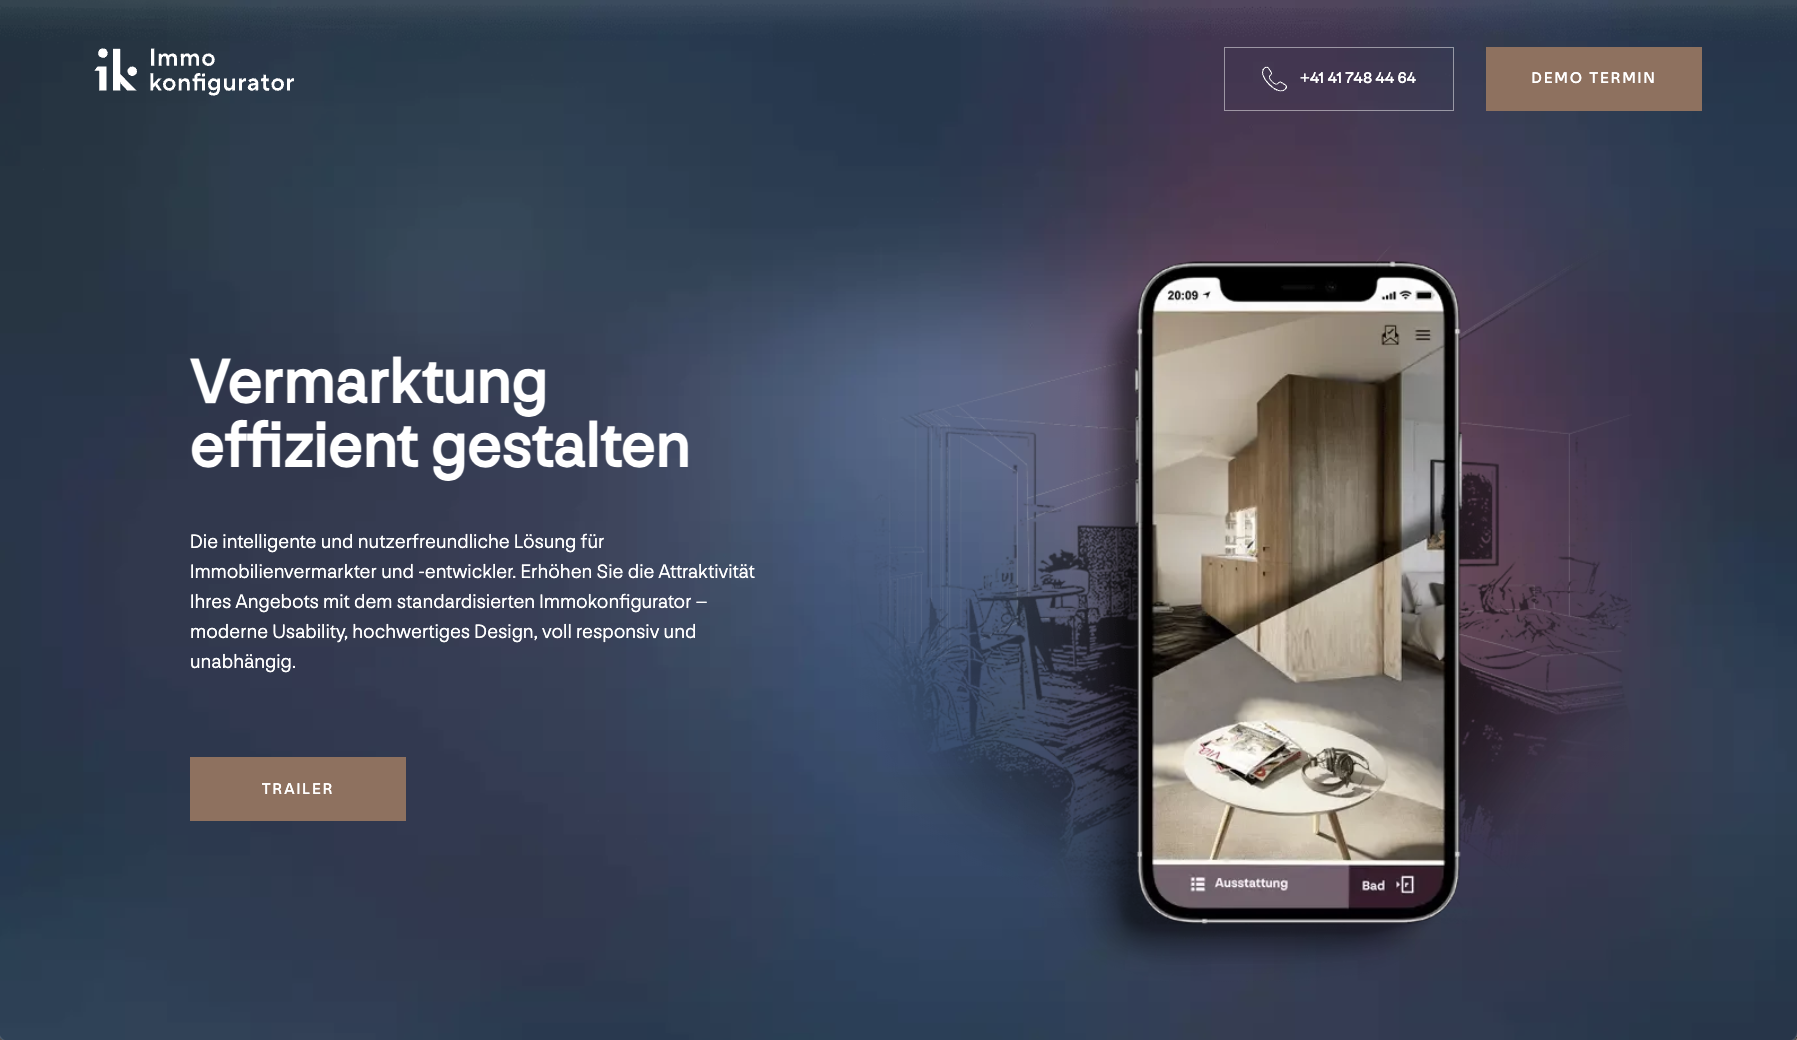 Immo
konfigurator
+41 41 748 44 64
DEMO TERMIN
Vermarktung
effizient gestalten
Die intelligente und nutzerfreundliche Lösung für
Immobilienvermarkter und -entwickler. Erhöhen Sie die Attraktivität
Ihres Angebots mit dem standardisierten Immokonfigurator –
moderne Usability, hochwertiges Design, voll responsiv und
unabhängig.
TRAILER
20:09
Ausstattung
Bad